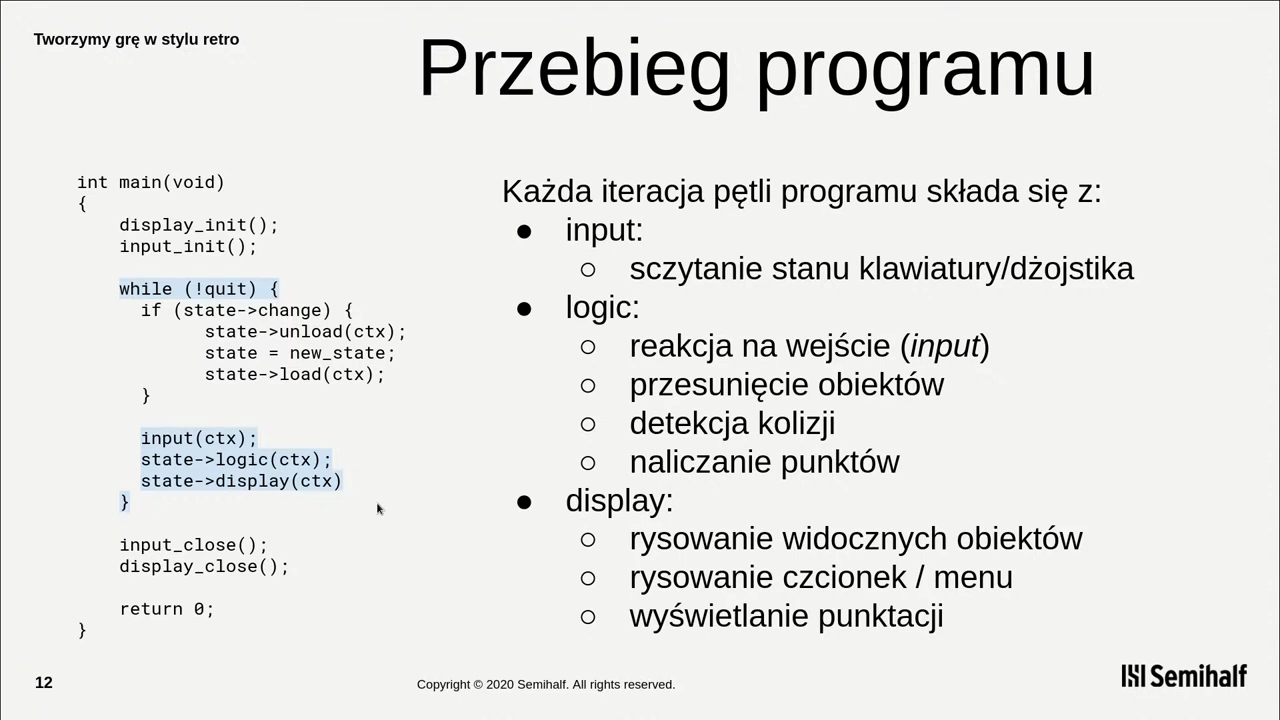 Tworzymy grę w stylu retro
Przebieg programu
int main(void)
{
    display_init();
    input_init();

    while (!quit) {
      if (state->change) {
            state->unload(ctx);
            state = new_state;
            state->load(ctx);
      }

      input(ctx);
      state->logic(ctx);
      state->display(ctx)
    }

    input_close();
    display_close();

    return 0;
}
Każda iteracja pętli programu składa się z:
● input:
○ sczytanie stanu klawiatury/dżojstika
● logic:
○ reakcja na wejście (input)
○ przesunięcie obiektów
○ detekcja kolizji
○ naliczanie punktów
● display:
○ rysowanie widocznych obiektów
○ rysowanie czcionek / menu
○ wyświetlanie punktacji
12
Copyright © 2020 Semihalf. All rights reserved.
Semihalf